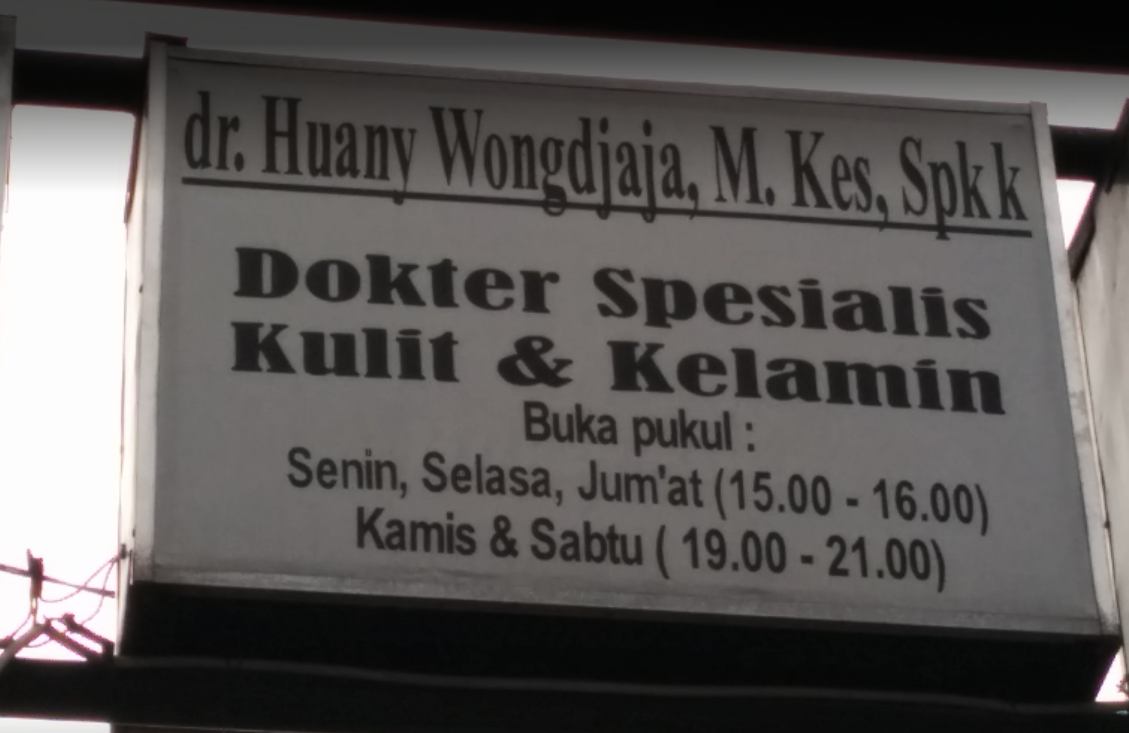 dr. Huany Wongdjaja, M. Kes, Spkk
Dokter Spesialis
Kulit & Kelamin
Buka pukul :
Senin, Selasa, Jum'at (15.00 - 16.00)
Kamis & Sabtu ( 19.00 - 21.00)